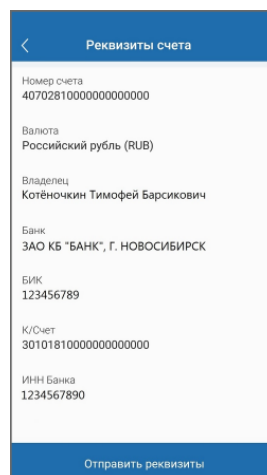 Реквизиты счета
Номер счета
40702810000000000000
Валюта
Российский рубль (RUB)
Владелец
Котёночкин Тимофей Барсикович
Банк
ЗАО КБ "БАНК", Г. НОВОСИБИРСК
БИК
123456789
К/Счет
30101810000000000000
ИНН Банка
1234567890
Отправить реквизиты